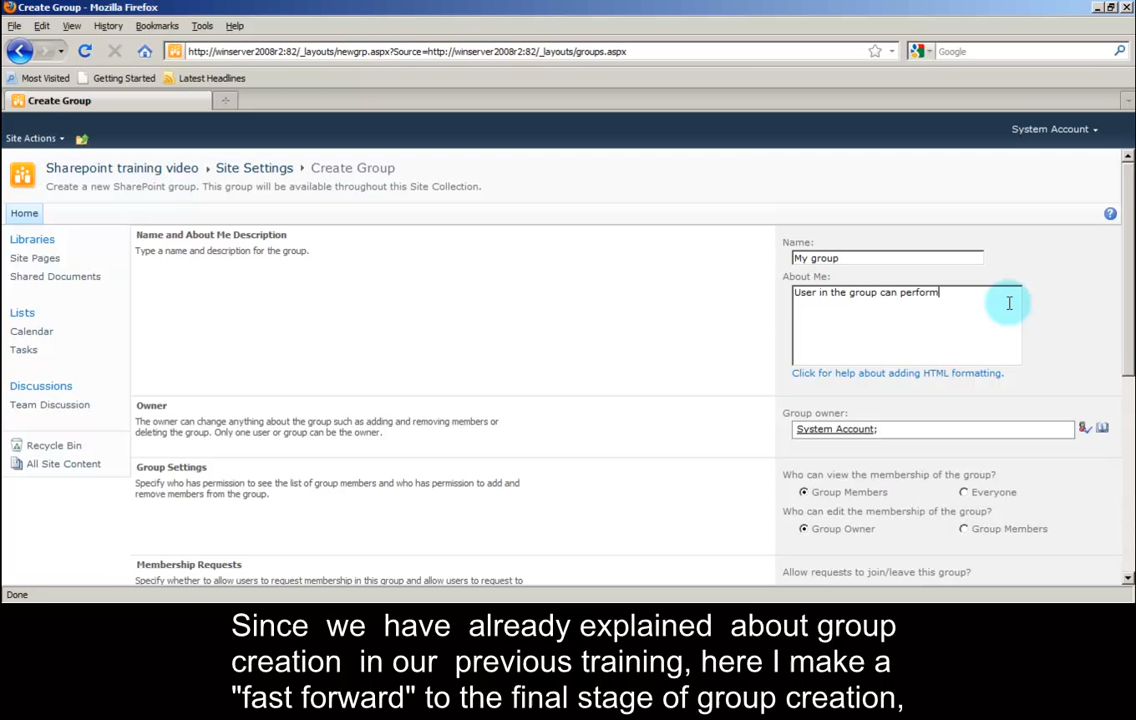 Create Group - Mozilla Firefox
File Edit View History Bookmarks Tools Help
http://winserver2008r2:82/_layouts/newgrp.aspx?Source=http://winserver2008r2:82/_layouts/groups.aspx
Google
Most Visited Getting Started Latest Headlines
Create Group
System Account
Site Actions
Sharepoint training video Site Settings Create Group
Create a new SharePoint group. This group will be available throughout this Site Collection.
Home
Libraries
Site Pages
Shared Documents
Lists
Calendar
Tasks
Discussions
Team Discussion
Recycle Bin
All Site Content
Name and About Me Description
Type a name and description for the group.
Name:
My group
About Me:
User in the group can perform
Click for help about adding HTML formatting.
Owner
The owner can change anything about the group such as adding and removing members or
deleting the group. Only one user or group can be the owner.
Group owner:
System Account;
Group Settings
Specify who has permission to see the list of group members and who has permission to add and
remove members from the group.
Who can view the membership of the group?
Group Members Everyone
Who can edit the membership of the group?
Group Owner Group Members
Membership Requests
Specify whether to allow users to request membership in this group and allow users to request to
Allow requests to join/leave this group?
Done
Since we have already explained about group
creation in our previous training, here I make a
"fast forward" to the final stage of group creation,